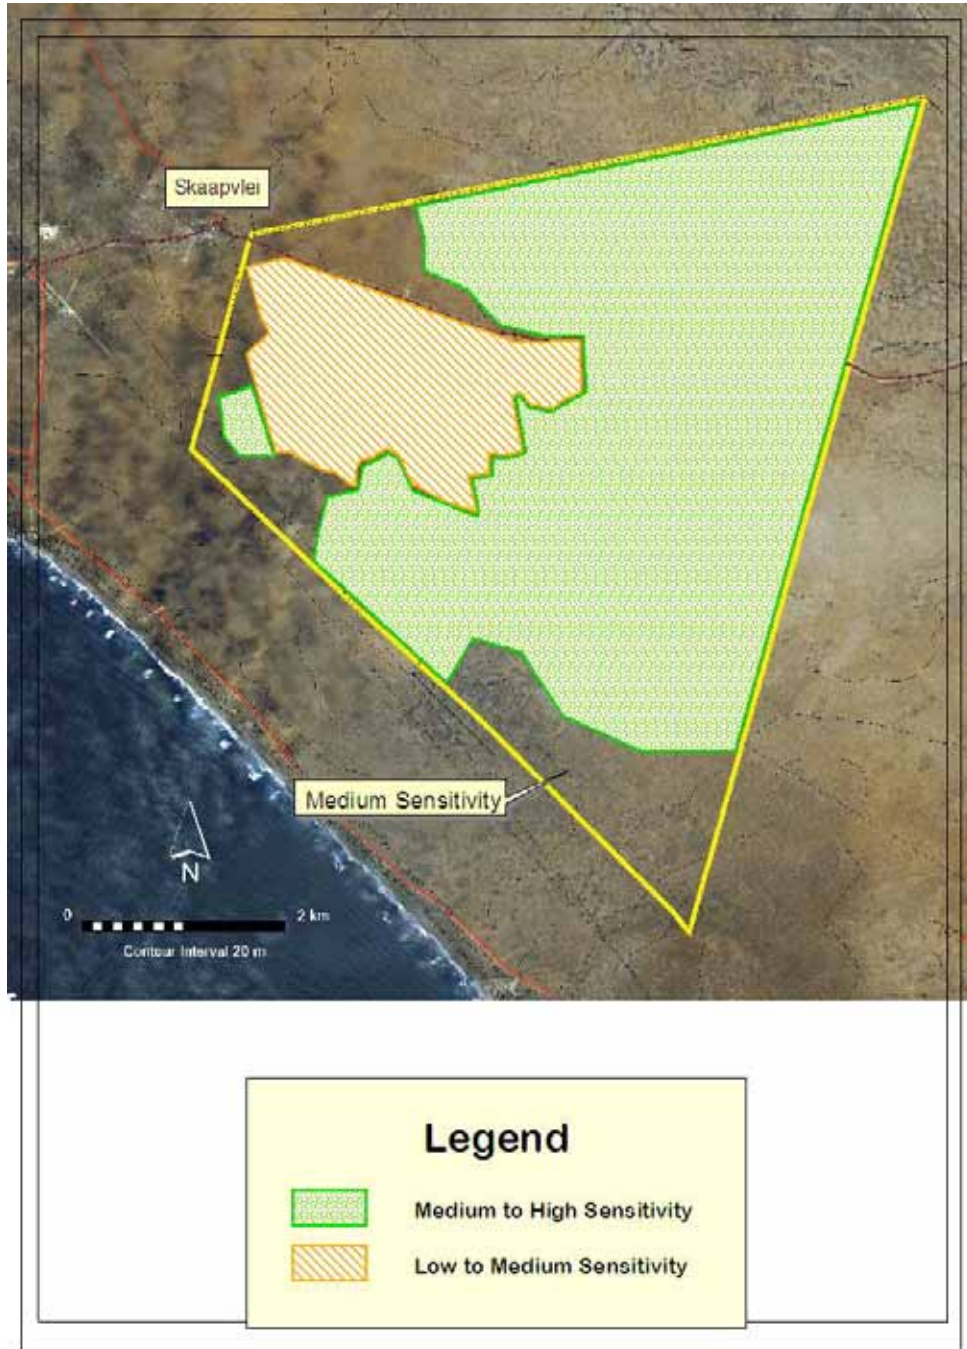 Skaapvlei
Medium Sensitivity
N
0 2 km
Contour Interval 20 m
Legend
Medium to High Sensitivity
Low to Medium Sensitivity